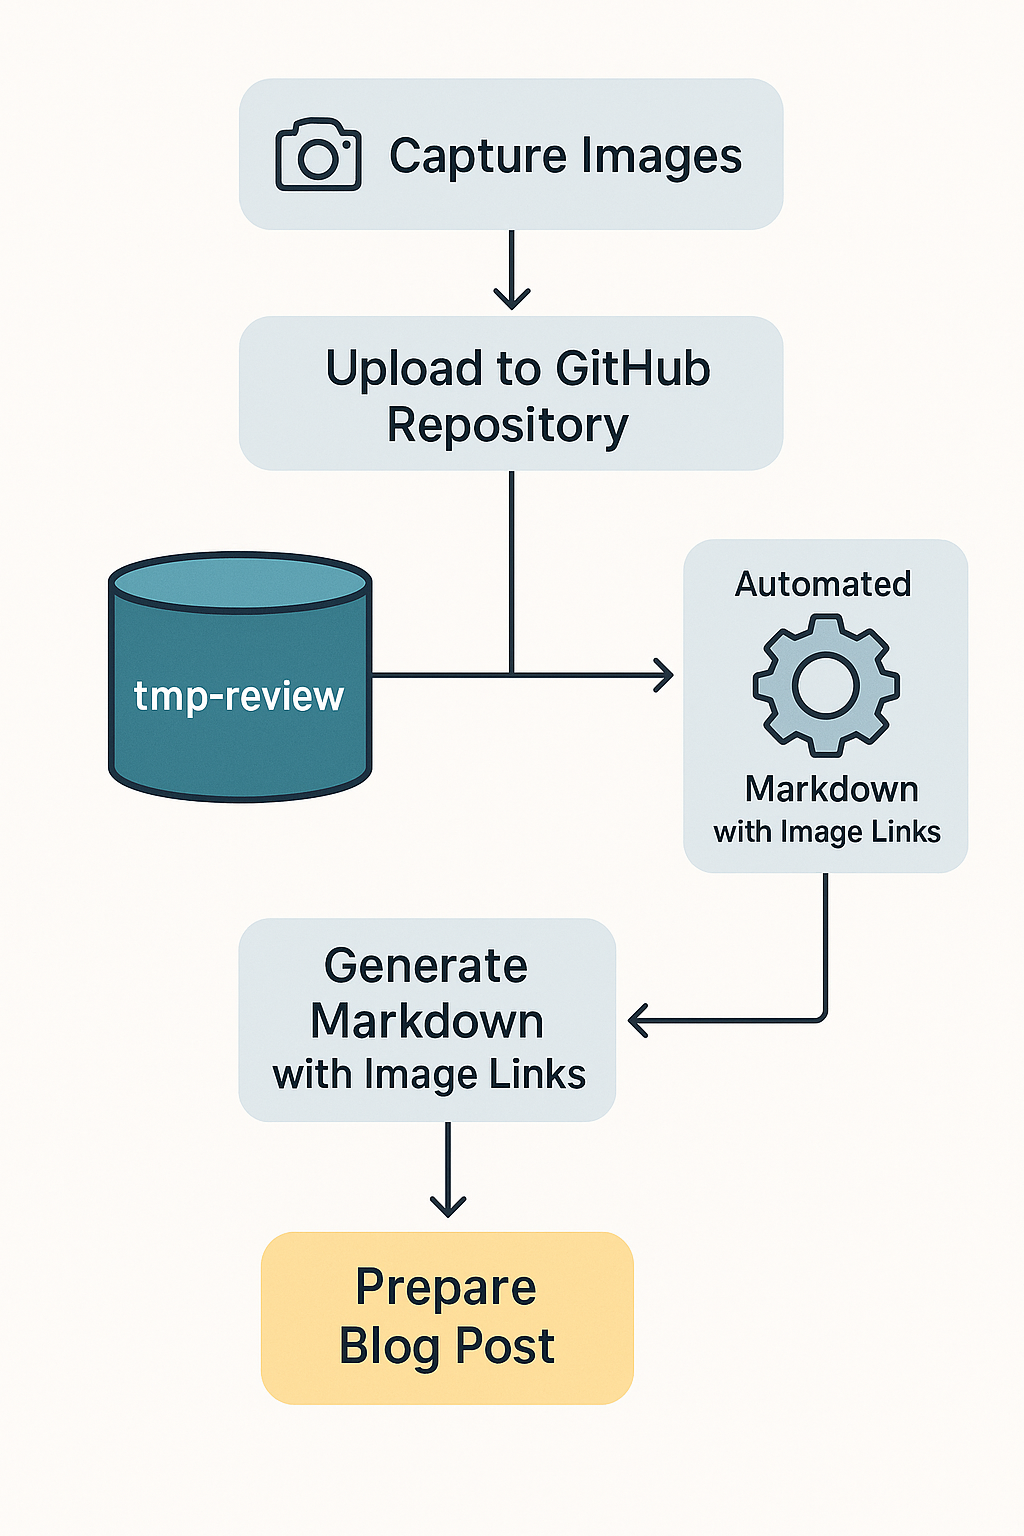 Capture Images
Upload to GitHub
Repository
tmp-review
Automated
Markdown
with Image Links
Generate
Markdown
with Image Links
Prepare
Blog Post